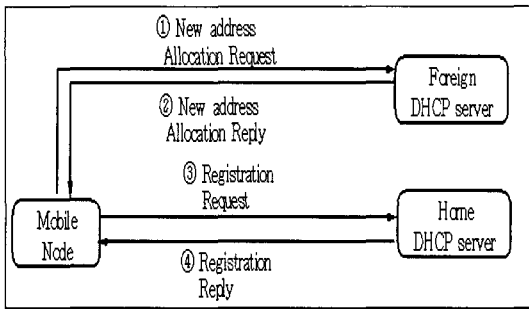 ① New address
Allocation Request
Foreign
DHCP server
② New address
Allocation Reply
③ Registration
Request
Mobile
Node
Home
DHCP server
④ Registration
Reply